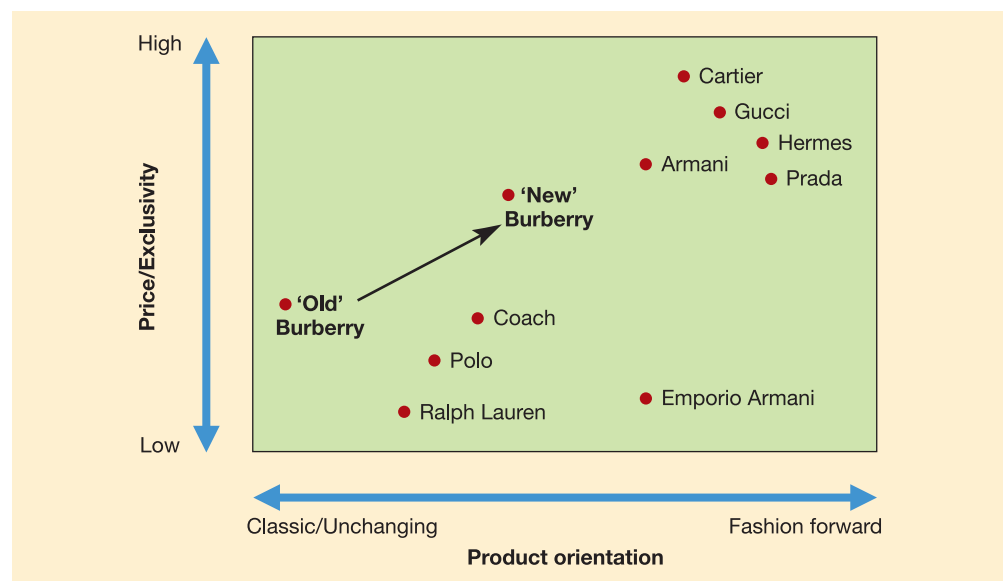 High
Cartier
Gucci
Hermes
Armani
Prada
‘New’
Burberry
Price/Exclusivity
‘Old’
Burberry
Coach
Polo
Emporio Armani
Ralph Lauren
Low
Classic/Unchanging
Fashion forward
Product orientation